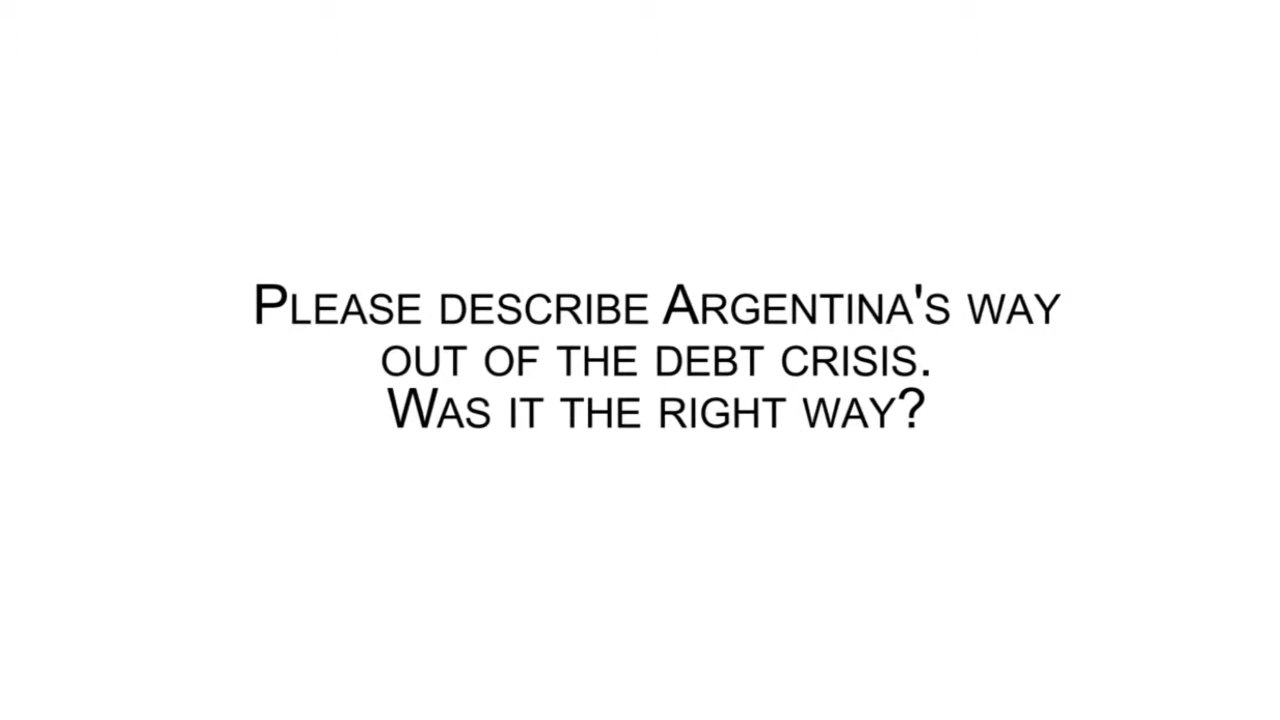 Please describe Argentina's way
out of the debt crisis.
Was it the right way?